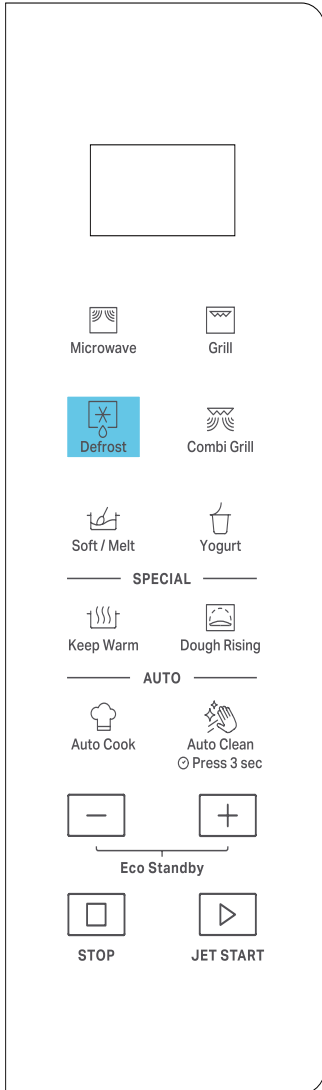 Microwave
Grill
Defrost
Combi Grill
Soft / Melt
Yogurt
SPECIAL
Keep Warm
Dough Rising
AUTO
Auto Cook
Auto Clean
Press 3 sec
Eco Standby
STOP
JET START